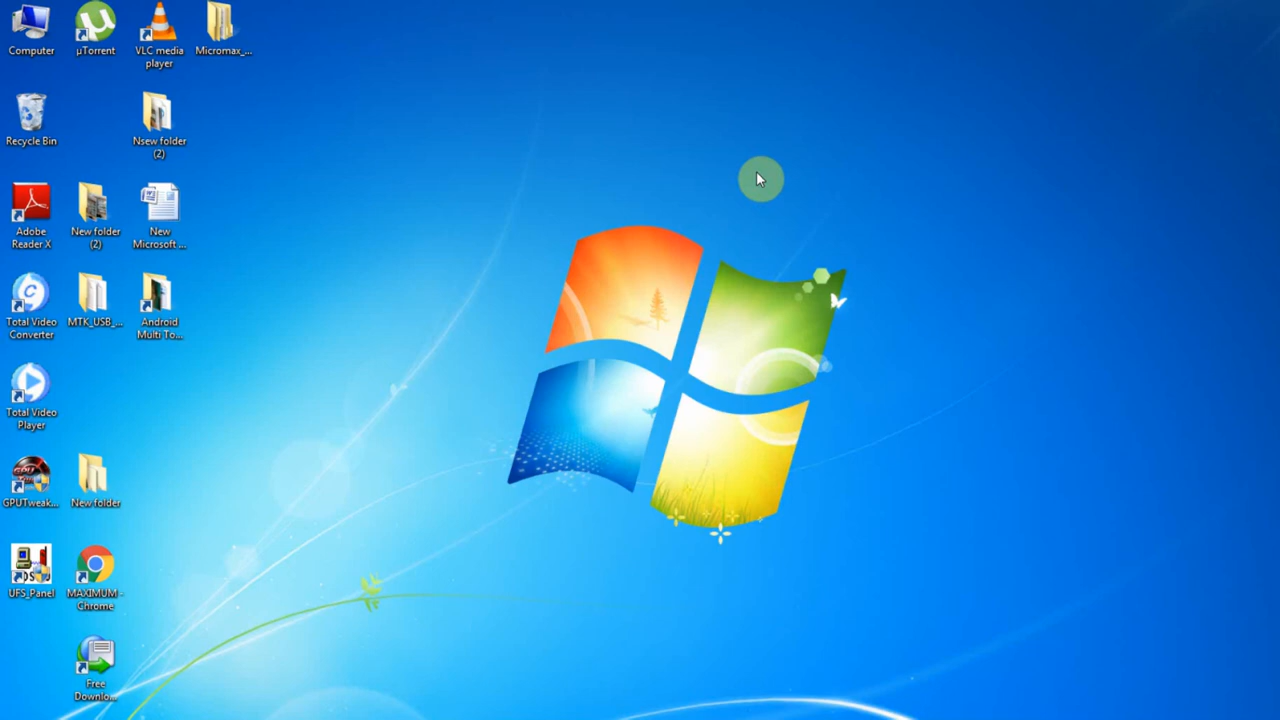 Computer
µTorrent
VLC media
player
Micromax_...
Recycle Bin
Nsew folder
(2)
Adobe
Reader X
New folder
(2)
New
Microsoft ...
Total Video
Converter
MTK_USB_...
Android
Multi To...
Total Video
Player
GPUTweak...
New folder
UFS_Panel
MAXIMUM -
Chrome
Free
Downlo...